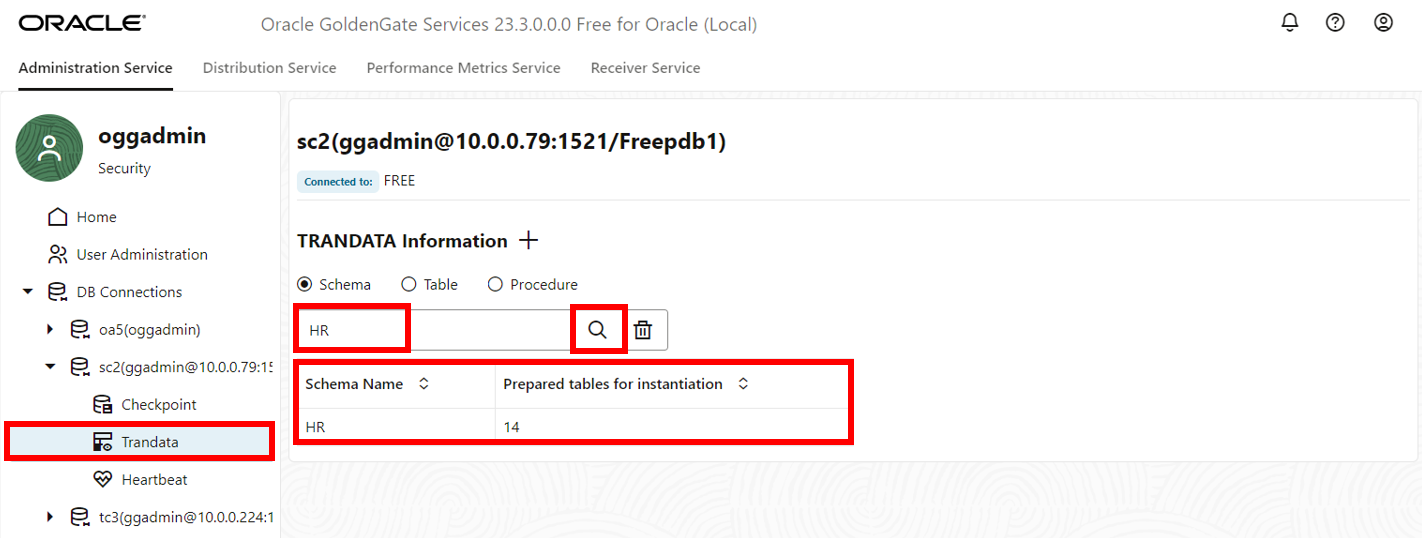 ORACLE
Oracle GoldenGate Services 23.3.0.0.0 Free for Oracle (Local)
Administration Service
Distribution Service
Performance Metrics Service
Receiver Service
oggadmin
Security
Home
User Administration
DB Connections
oa5(oggadmin)
sc2(ggadmin@10.0.0.79:15
Checkpoint
Trandata
Heartbeat
tc3(ggadmin@10.0.0.224:1
sc2(ggadmin@10.0.0.79:1521/Freepdb1)
Connected to: FREE
TRANDATA Information
Schema Table Procedure
HR
Schema Name Prepared tables for instantiation
HR 14